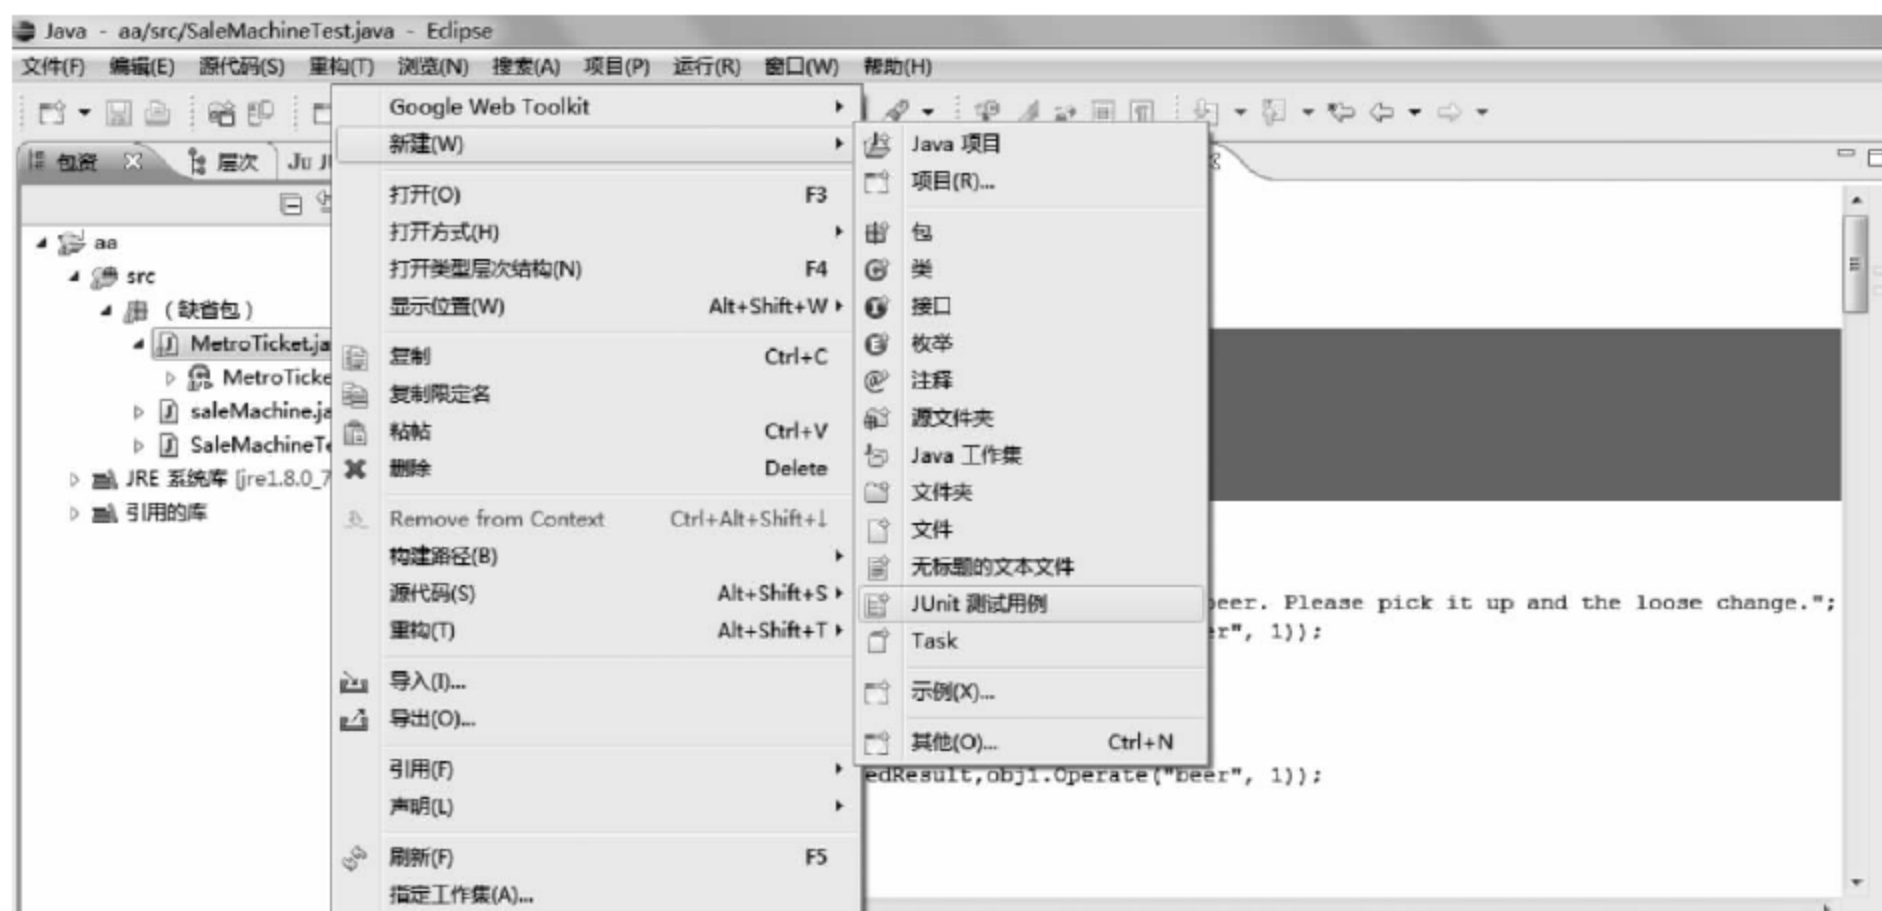 Java - aa/src/SaleMachineTest.java - Eclipse
文件(F) 编辑(E) 源代码(S) 重构(T) 浏览(N) 搜索(A) 项目(P) 运行(R) 窗口(W) 帮助(H)
包资 层次 Ju
aa
src
（缺省包）
MetroTicket.ja
MetroTicke
saleMachine.ja
SaleMachineTe
JRE 系统库 [jre1.8.0_7
引用的库
Google Web Toolkit
新建(W)
打开(O) F3
打开方式(H)
打开类型层次结构(N) F4
显示位置(W) Alt+Shift+W
复制 Ctrl+C
复制限定名
粘帖 Ctrl+V
删除 Delete
Remove from Context Ctrl+Alt+Shift+↓
构建路径(B)
源代码(S) Alt+Shift+S
重构(T) Alt+Shift+T
导入(I)...
导出(O)...
引用(F)
声明(L)
刷新(F) F5
指定工作集(A)...
Java 项目
项目(R)...
包
类
接口
枚举
注释
源文件夹
Java 工作集
文件夹
文件
无标题的文本文件
JUnit 测试用例
Task
示例(X)...
其他(O)... Ctrl+N
beer. Please pick it up and the loose change.";
er", 1));
edResult,obj1.Operate("beer", 1));